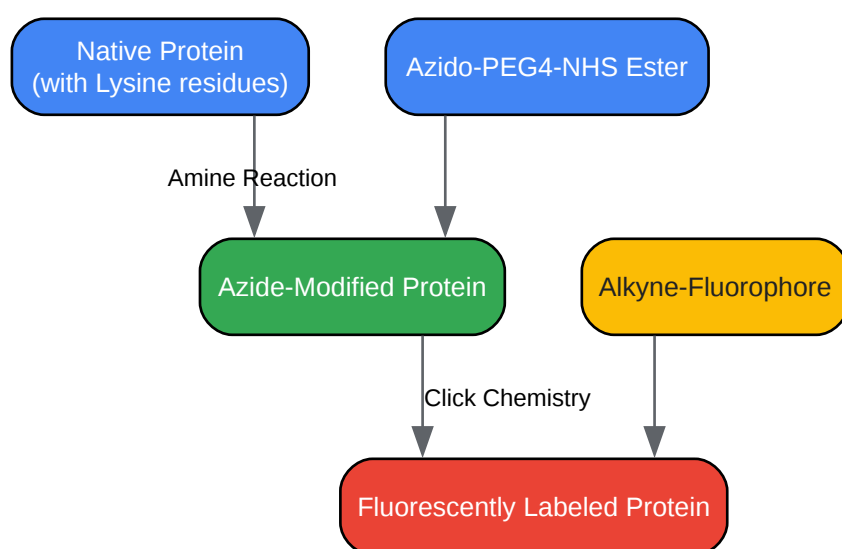 Native Protein
(with Lysine residues)
Azido-PEG4-NHS Ester
Amine Reaction
Azide-Modified Protein
Alkyne-Fluorophore
Click Chemistry
Fluorescently Labeled Protein